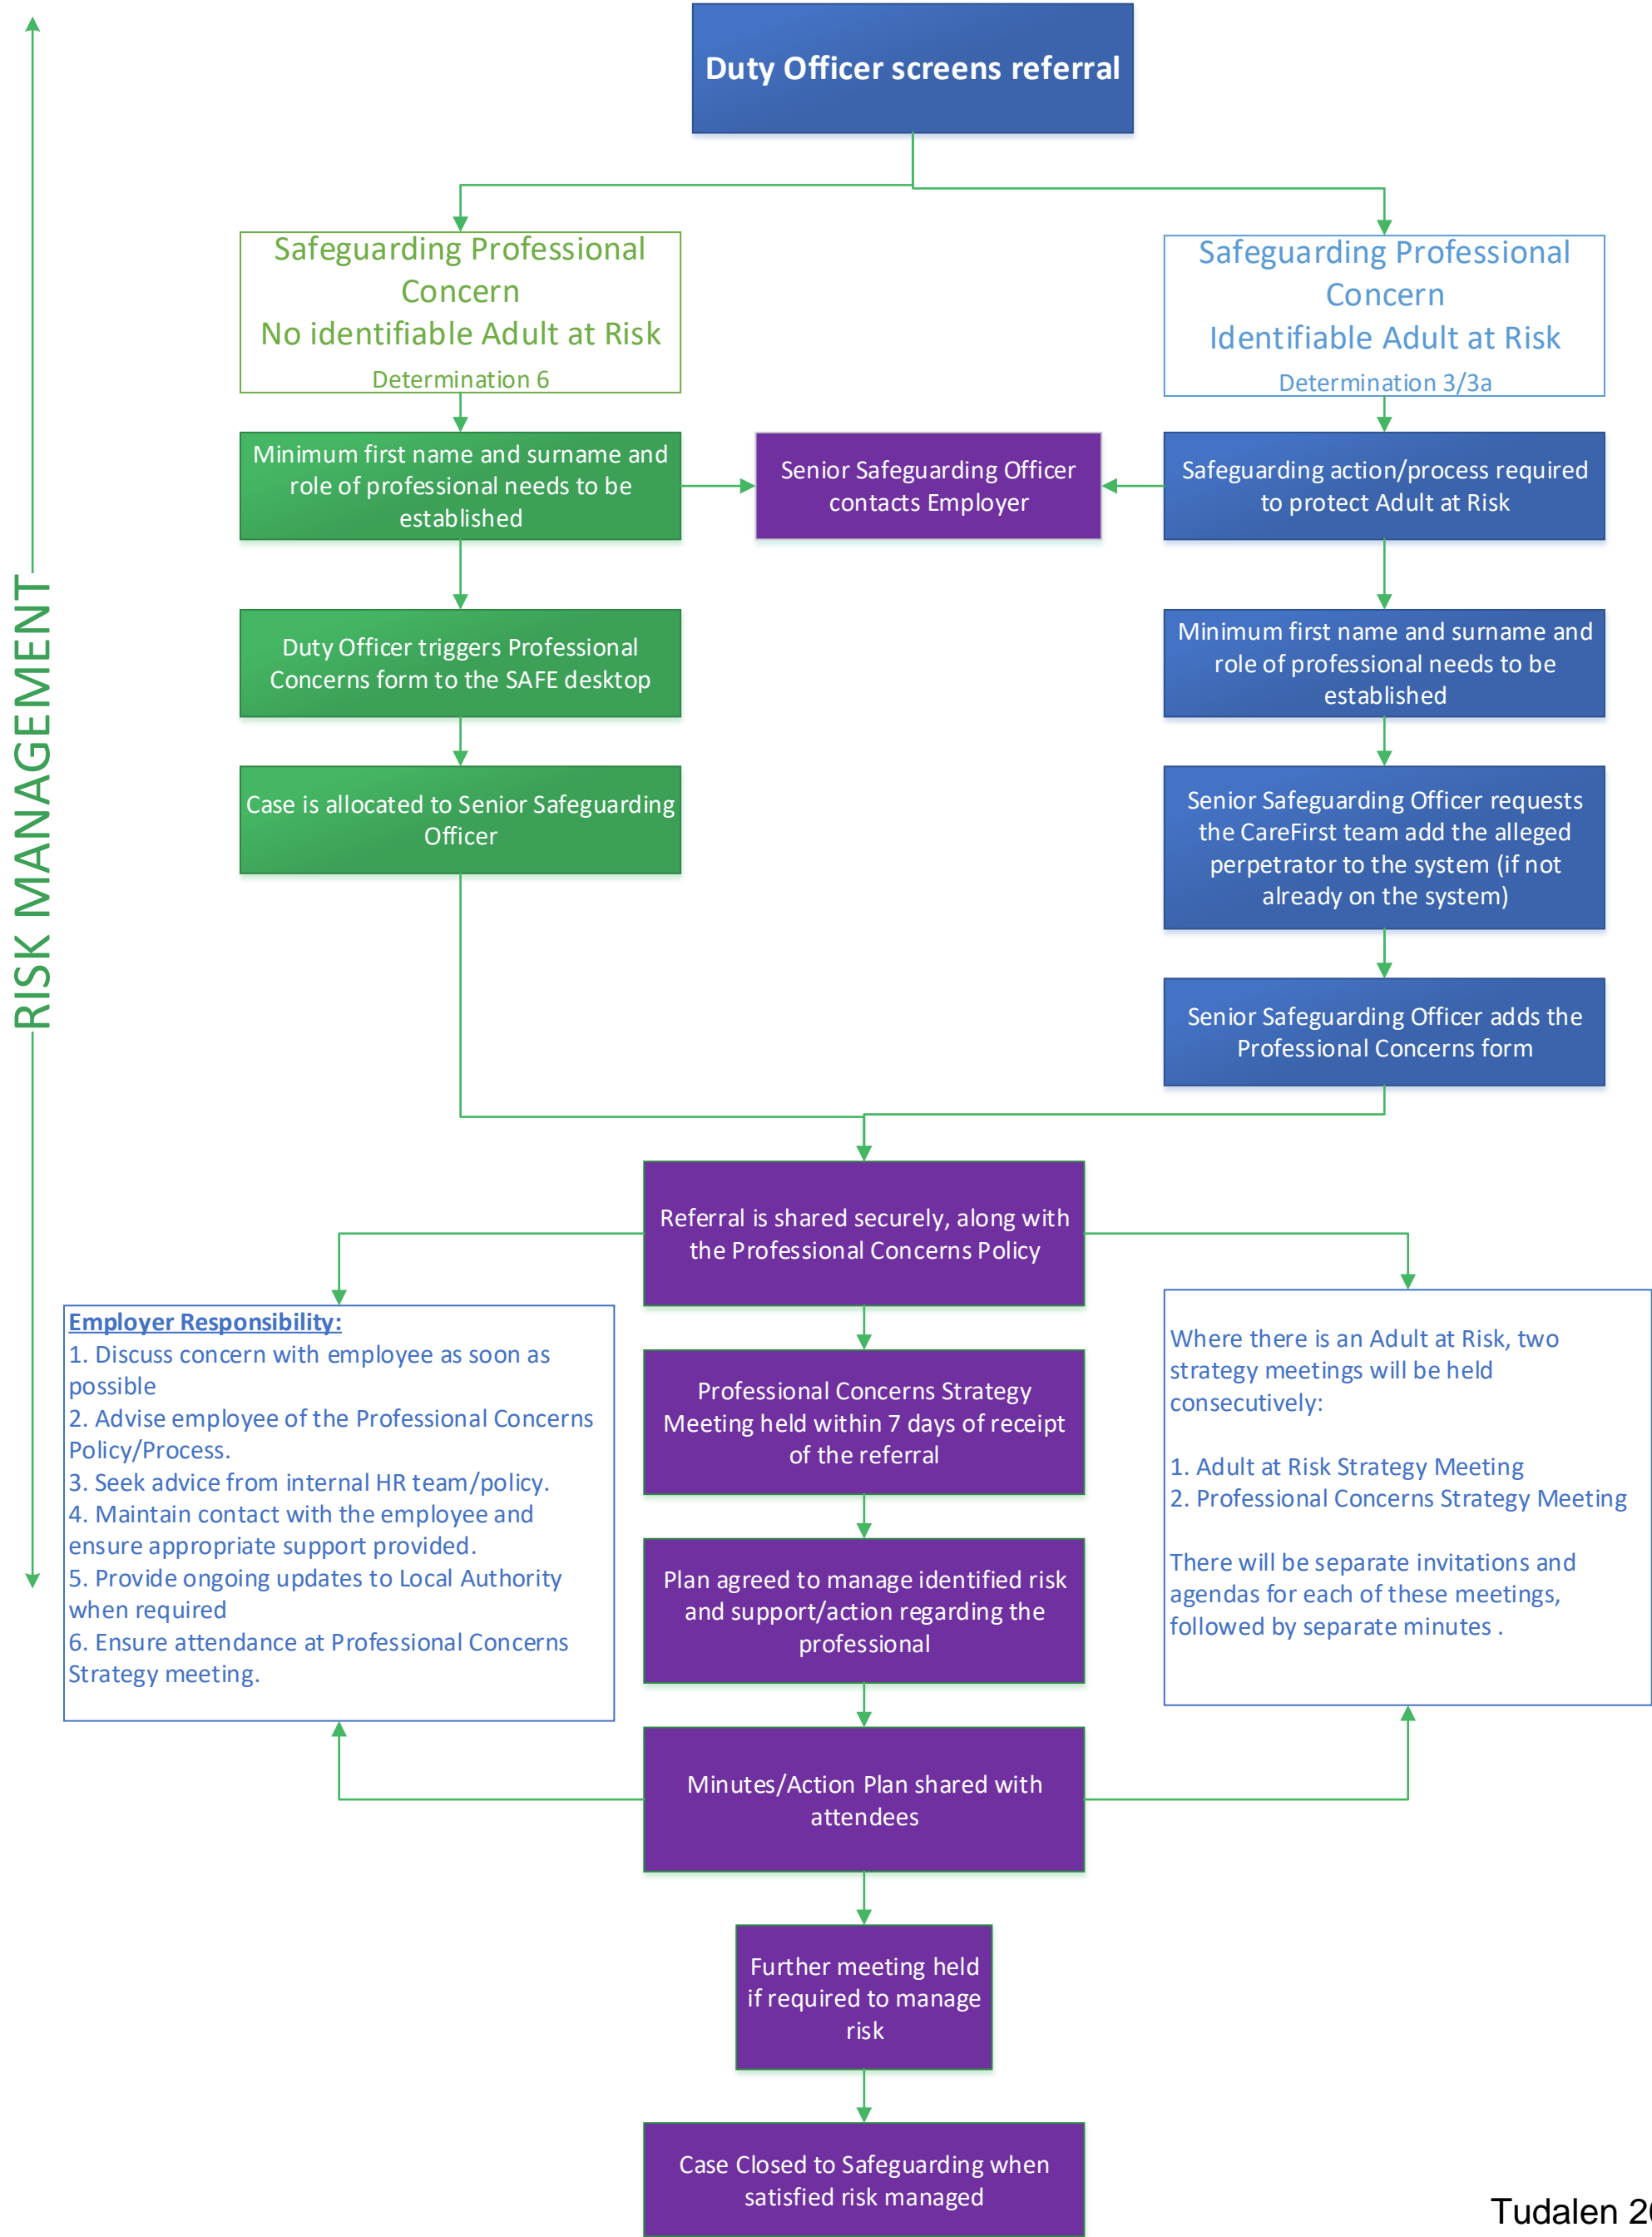 Duty Officer screens referral
Safeguarding Professional
Concern
No identifiable Adult at Risk
Determination 6
Safeguarding Professional
Concern
Identifiable Adult at Risk
Determination 3/3a
Minimum first name and surname and
role of professional needs to be
established
Senior Safeguarding Officer
contacts Employer
Safeguarding action/process required
to protect Adult at Risk
RISK MANAGEMENT
Duty Officer triggers Professional
Concerns form to the SAFE desktop
Minimum first name and surname and
role of professional needs to be
established
Case is allocated to Senior Safeguarding
Officer
Senior Safeguarding Officer requests
the CareFirst team add the alleged
perpetrator to the system (if not
already on the system)
Senior Safeguarding Officer adds the
Professional Concerns form
Referral is shared securely, along with
the Professional Concerns Policy
Employer Responsibility:
1. Discuss concern with employee as soon as
possible
2. Advise employee of the Professional Concerns
Policy/Process.
3. Seek advice from internal HR team/policy.
4. Maintain contact with the employee and
ensure appropriate support provided.
5. Provide ongoing updates to Local Authority
when required
6. Ensure attendance at Professional Concerns
Strategy meeting.
Professional Concerns Strategy
Meeting held within 7 days of receipt
of the referral
Plan agreed to manage identified risk
and support/action regarding the
professional
Where there is an Adult at Risk, two
strategy meetings will be held
consecutively:
1. Adult at Risk Strategy Meeting
2. Professional Concerns Strategy Meeting
There will be separate invitations and
agendas for each of these meetings,
followed by separate minutes .
Minutes/Action Plan shared with
attendees
Further meeting held
if required to manage
risk
Case Closed to Safeguarding when
satisfied risk managed
Tudalen